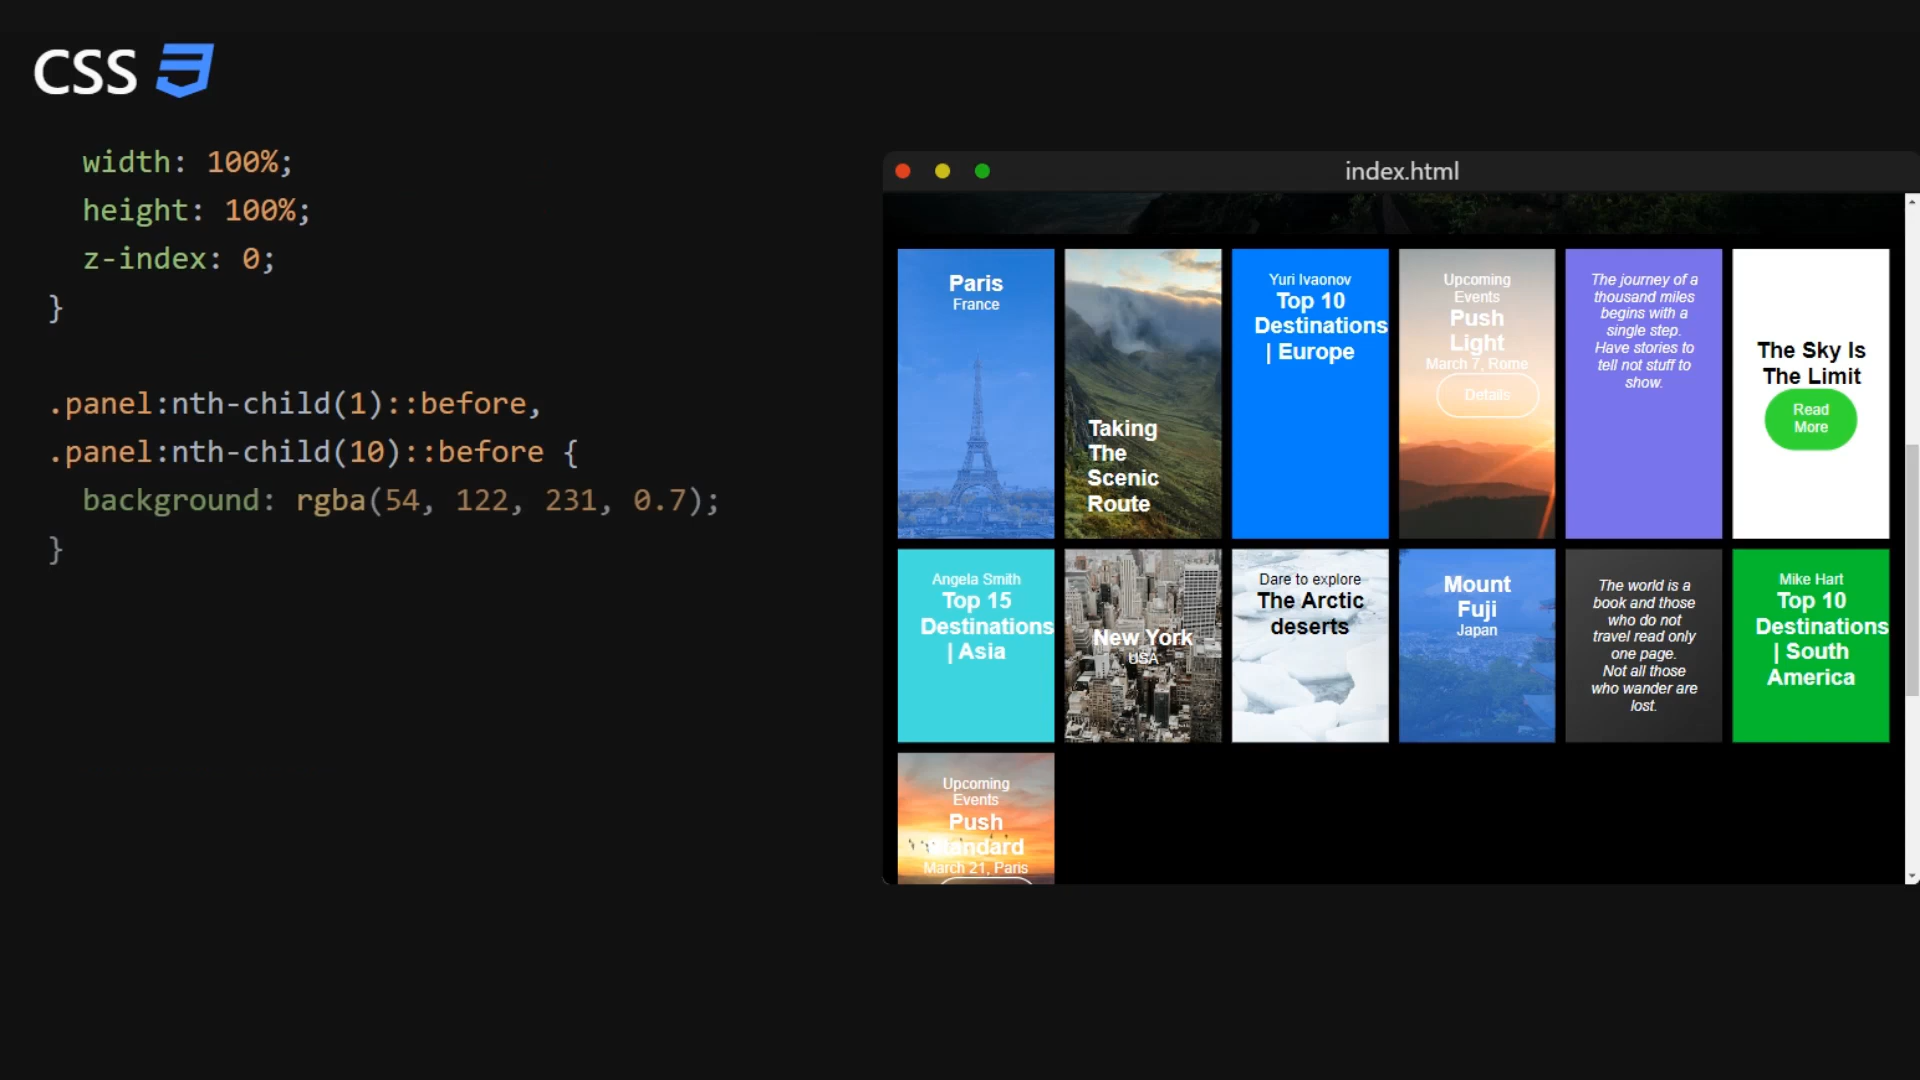 CSS
width: 100%;
height: 100%;
z-index: 0;
}
.panel:nth-child(1)::before,
.panel:nth-child(10)::before {
background: rgba(54, 122, 231, 0.7);
}
index.html
Paris
France
Taking
The
Scenic
Route
Yuri Ivaonov
Top 10
Destinations
| Europe
Upcoming
Events
Push
Light
March 7, Rome
Details
The journey of a
thousand miles
begins with a
single step.
Have stories to
tell not stuff to
show.
The Sky Is
The Limit
Read
More
Angela Smith
Top 15
Destinations
| Asia
New York
USA
Dare to explore
The Arctic
deserts
Mount
Fuji
Japan
The world is a
book and those
who do not
travel read only
one page.
Not all those
who wander are
lost.
Mike Hart
Top 10
Destinations
| South
America
Upcoming
Events
Push
Standard
March 21, Paris